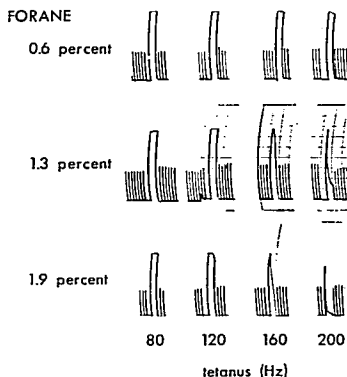 FORANE
0.6 percent
1.3 percent
1.9 percent
80 120 160 200
tetanus (Hz)